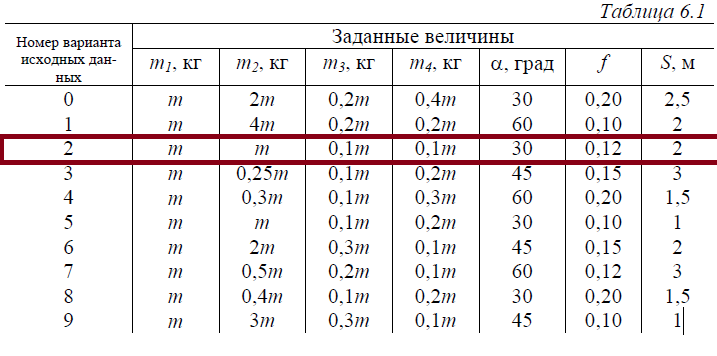 Таблица 6.1
Номер варианта исходных дан-ных Заданные величины
m1, кг m2, кг m3, кг m4, кг α, град f S, м
0 m 2m 0,2m 0,4m 30 0,20 2,5
1 m 4m 0,2m 0,2m 60 0,10 2
2 m m 0,1m 0,1m 30 0,12 2
3 m 0,25m 0,1m 0,2m 45 0,15 3
4 m 0,3m 0,1m 0,3m 60 0,20 1,5
5 m m 0,1m 0,2m 30 0,10 1
6 m 2m 0,3m 0,1m 45 0,15 2
7 m 0,5m 0,2m 0,1m 60 0,12 3
8 m 0,4m 0,1m 0,2m 30 0,20 1,5
9 m 3m 0,3m 0,1m 45 0,10 1